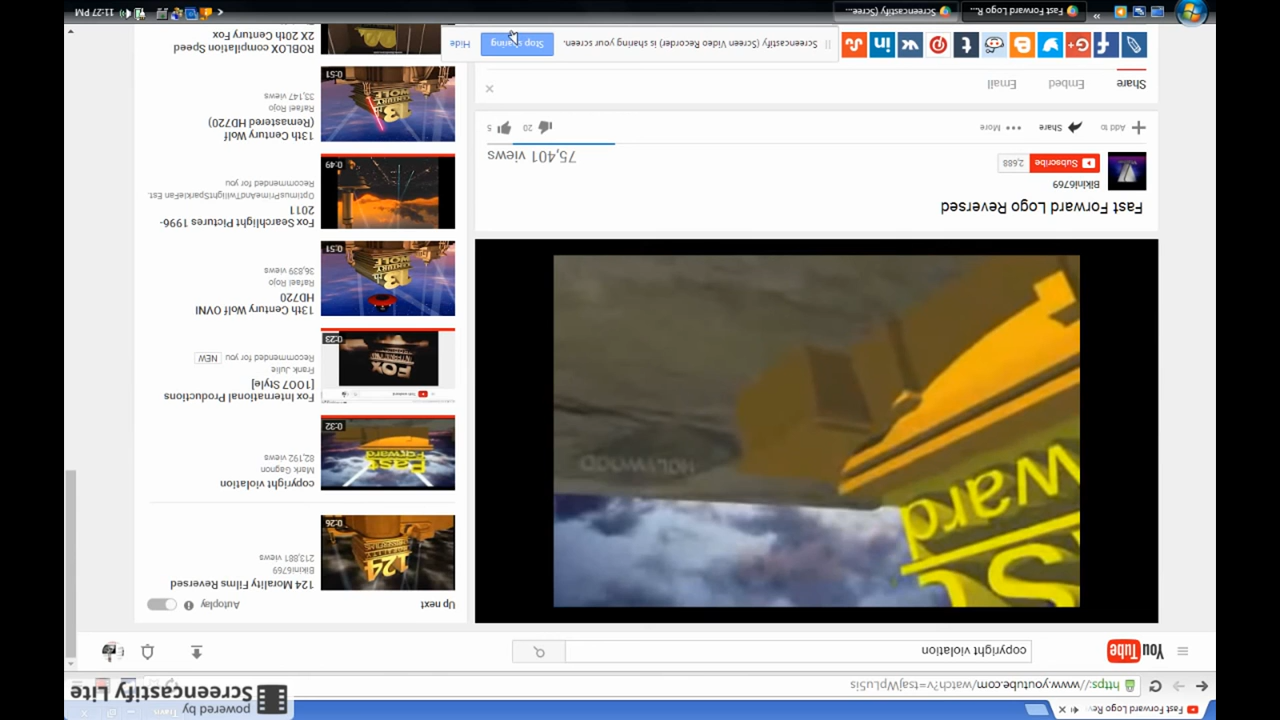 Fast Forward Logo Re
https://www.youtube.com/watch?v=tsajWpLru5is
powered by
Screencastify Lite
YouTube
copyright violation
st
ward
HOLYWOOD
Fast Forward Logo Reversed
Bikini6769
Subscribe 2,688
75,401 views
Add to Share More
20 5
Share Embed Email
Up next
Autoplay
124 Morality Films Reversed
Bikini6769
213,881 views
0:26
copyright violation
Mark Gagnon
82,192 views
0:32
Fox International Productions
[1007 Style]
Frank Julie
Recommended for you NEW
0:23
13th Century Wolf OVNI
HD720
Rafael Rojo
36,839 views
0:51
Fox Searchlight Pictures 1996-
2011
OptimusPrimeAndTwilightSparkleFan Est.
Recommended for you
0:49
13th Century Wolf
(Remastered HD720)
Rafael Rojo
33,147 views
0:51
ROBLOX compilation Speed
2X 20th Century Fox
Screencastify (Screen Video Recorder) is sharing your screen.
Stop sharing
Hide
Fast Forward Logo R...
Screencastify (Scree...
11:27 PM